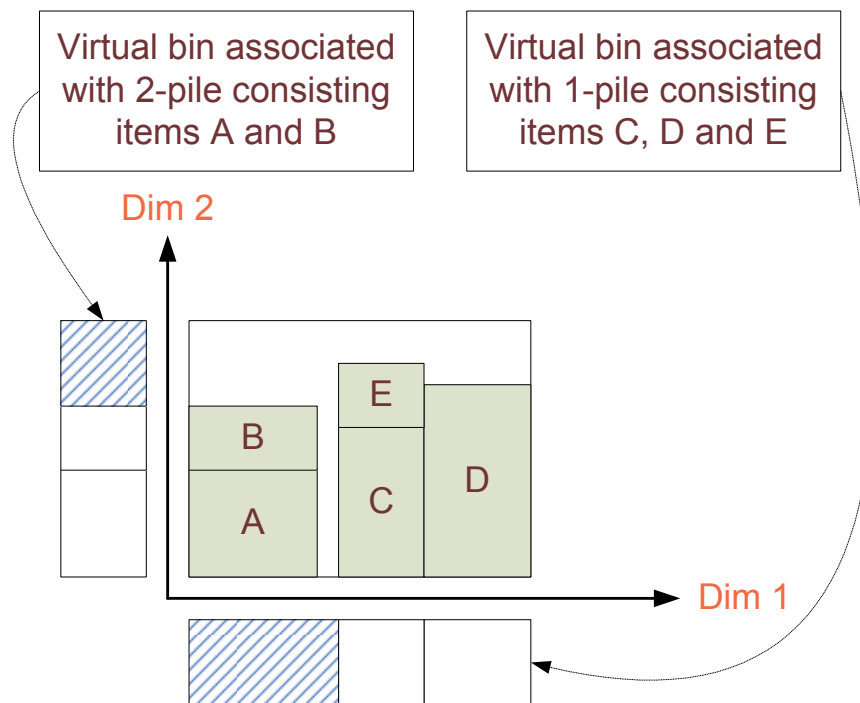 Virtual bin associated
with 2-pile consisting
items A and B
Virtual bin associated
with 1-pile consisting
items C, D and E
Dim 2
E
B
D
C
A
Dim 1